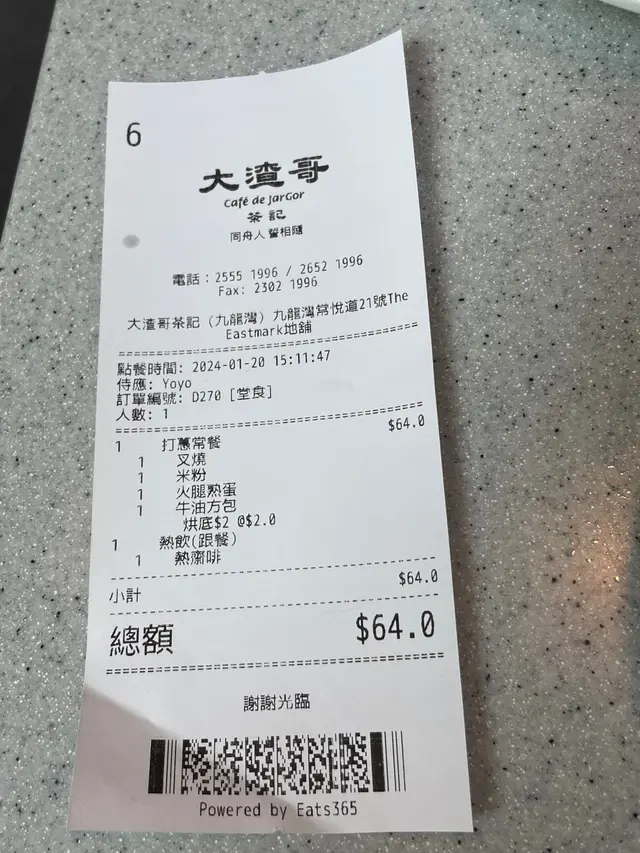 6
大渣哥
Café de JarGor
茶記
同舟人誓相隨
電話：2555 1996 / 2652 1996
Fax: 2302 1996
大渣哥茶記（九龍灣）九龍灣常悅道21號The
Eastmark地舖
點餐時間: 2024-01-20 15:11:47
侍應: Yoyo
訂單編號: D270 [堂食]
人數: 1
1 打蔥常餐 $64.0
1 叉燒
1 米粉
1 火腿熟蛋
1 牛油方包
烘底$2 @$2.0
1 熱飲(跟餐)
1 熱齋啡
小計 $64.0
總額 $64.0
謝謝光臨
Powered by Eats365